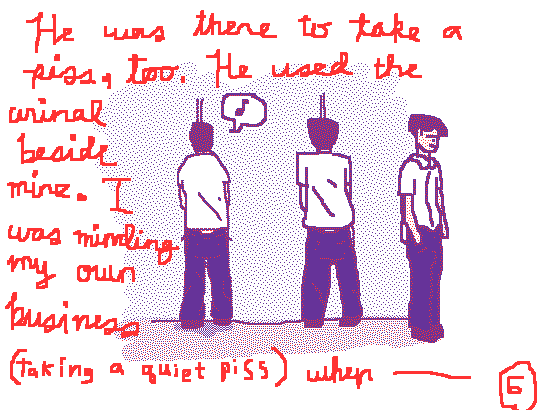 He was there to take a
piss, too. He used the
urinal
beside
mine. I
was minding
my own
business
(taking a quiet piss) when —
6